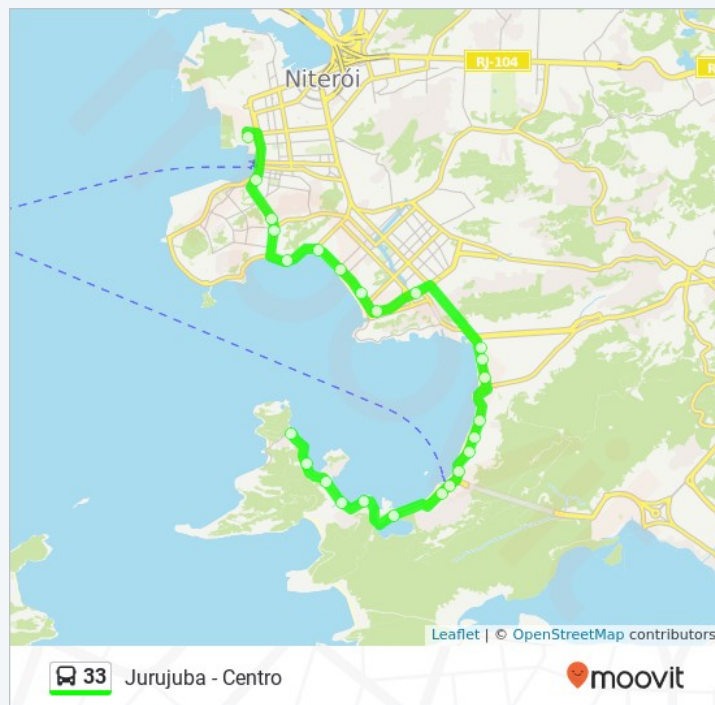 RJ-104
R
Niterói
Leaflet | © OpenStreetMap contributors
33 Jurujuba - Centro
moovit